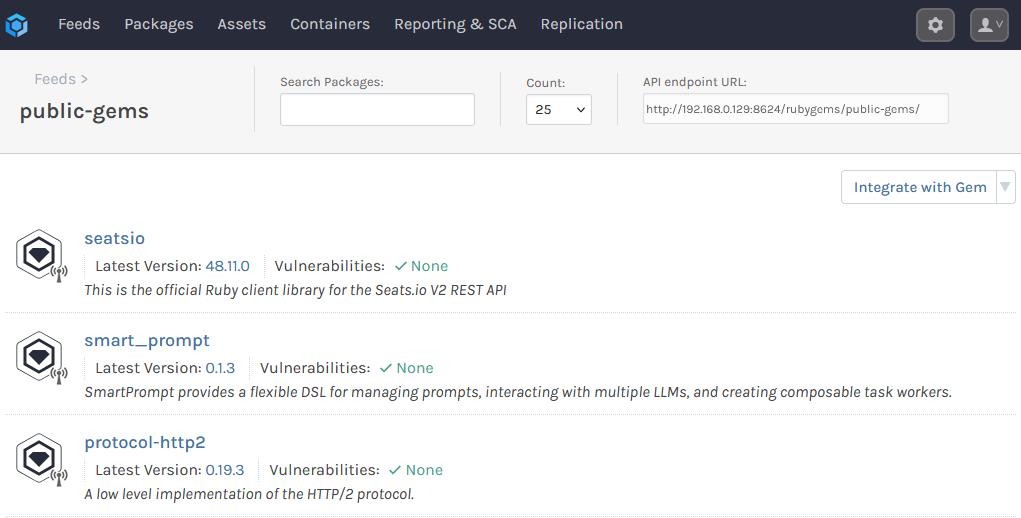 Feeds Packages Assets Containers Reporting & SCA Replication
Feeds >
public-gems
Search Packages:
Count:
25
API endpoint URL:
http://192.168.0.129:8624/rubygems/public-gems/
Integrate with Gem
seatsio
Latest Version: 48.11.0 Vulnerabilities: ✓ None
This is the official Ruby client library for the Seats.io V2 REST API
smart_prompt
Latest Version: 0.1.3 Vulnerabilities: ✓ None
SmartPrompt provides a flexible DSL for managing prompts, interacting with multiple LLMs, and creating composable task workers.
protocol-http2
Latest Version: 0.19.3 Vulnerabilities: ✓ None
A low level implementation of the HTTP/2 protocol.